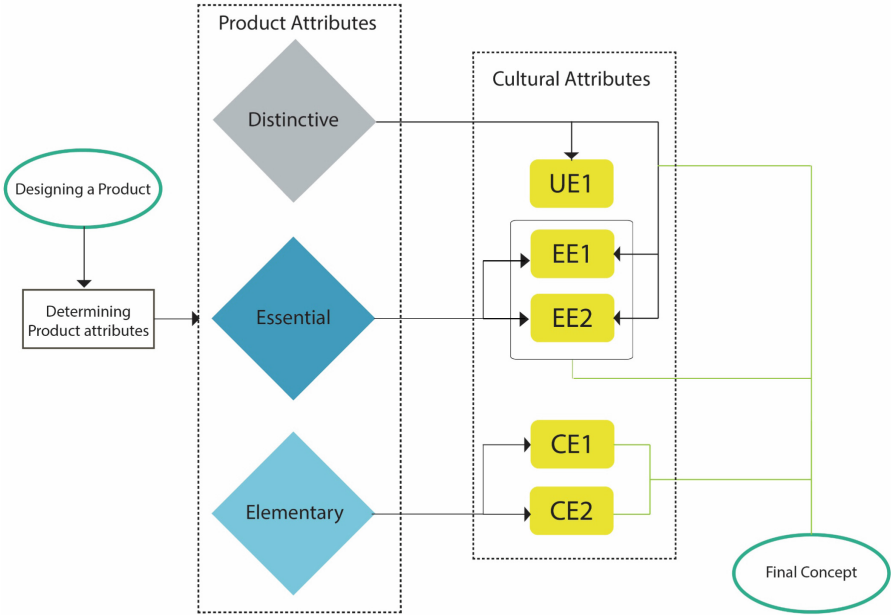 Product Attributes
Cultural Attributes
Distinctive
Designing a Product
UE1
EE1
Determining
Product attributes
Essential
EE2
CE1
Elementary
CE2
Final Concept